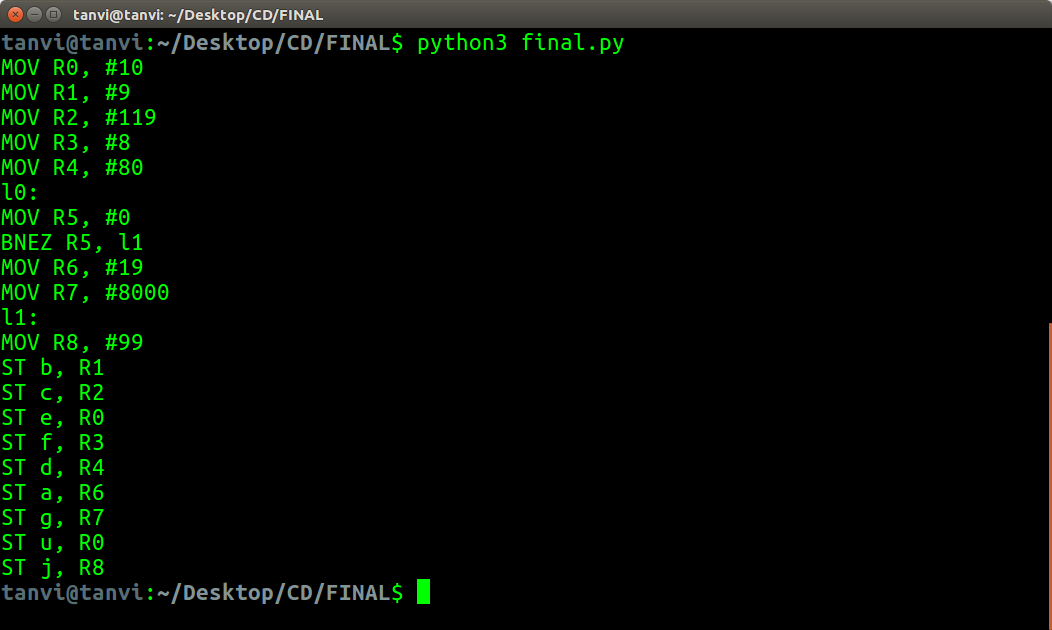 tanvi@tanvi: ~/Desktop/CD/FINAL
tanvi@tanvi:~/Desktop/CD/FINAL$ python3 final.py
MOV R0, #10
MOV R1, #9
MOV R2, #119
MOV R3, #8
MOV R4, #80
l0:
MOV R5, #0
BNEZ R5, l1
MOV R6, #19
MOV R7, #8000
l1:
MOV R8, #99
ST b, R1
ST c, R2
ST e, R0
ST f, R3
ST d, R4
ST a, R6
ST g, R7
ST u, R0
ST j, R8
tanvi@tanvi:~/Desktop/CD/FINAL$